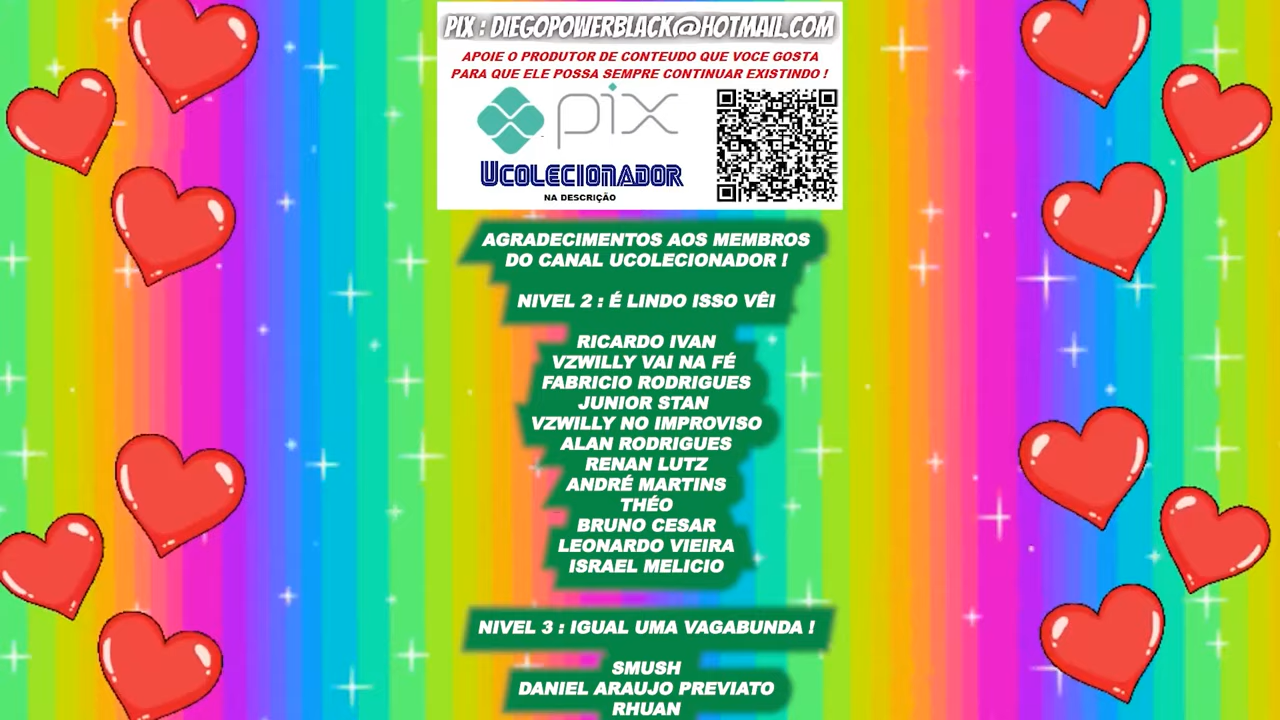 PIX : DIEGOPOWERBLACK@HOTMAIL.COM
APOIE O PRODUTOR DE CONTEUDO QUE VOCE GOSTA
PARA QUE ELE POSSA SEMPRE CONTINUAR EXISTINDO !
pix
UCOLECIONADOR
NA DESCRIÇÃO
AGRADECIMENTOS AOS MEMBROS
DO CANAL UCOLECIONADOR !
NIVEL 2 : É LINDO ISSO VÊI
RICARDO IVAN
VZWILLY VAI NA FÉ
FABRICIO RODRIGUES
JUNIOR STAN
VZWILLY NO IMPROVISO
ALAN RODRIGUES
RENAN LUTZ
ANDRÉ MARTINS
THÉO
BRUNO CESAR
LEONARDO VIEIRA
ISRAEL MELICIO
NIVEL 3 : IGUAL UMA VAGABUNDA !
SMUSH
DANIEL ARAUJO PREVIATO
RHUAN